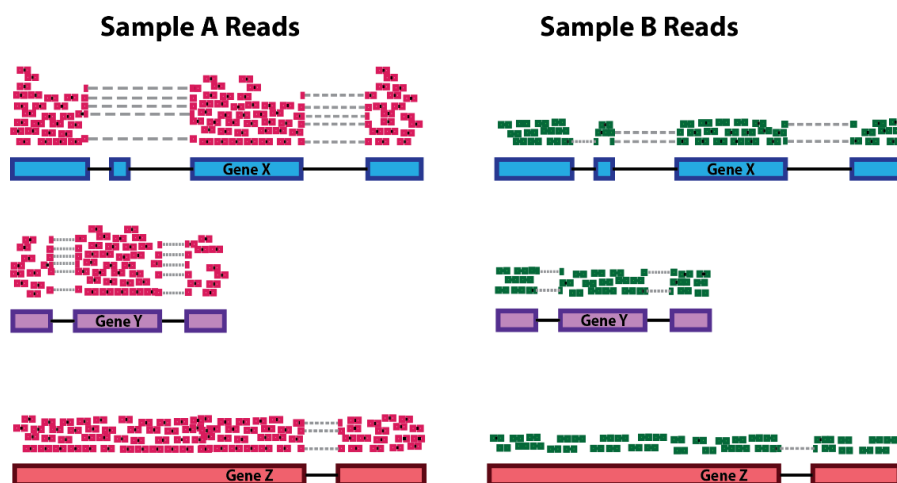 Sample A Reads
Sample B Reads
Gene X
Gene X
Gene Y
Gene Y
Gene Z
Gene Z